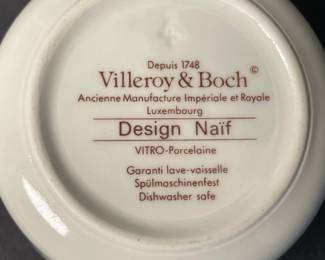 4
Depuis 1748
Villeroy & Boch ©
Ancienne Manufacture Impériale et Royale
Luxembourg
Design Naïf
VITRO-Porcelaine
Garanti lave-vaisselle
Spülmaschinenfest
Dishwasher safe